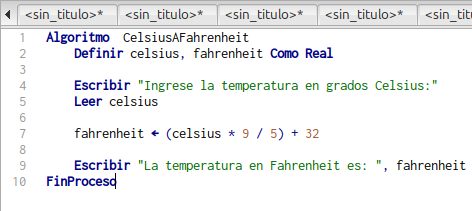 <sin_titulo>* <sin_titulo>* <sin_titulo>* <sin_titulo>* <sin_tit
1 Algoritmo CelsiusAFahrenheit
2 Definir celsius, fahrenheit Como Real
3
4 Escribir "Ingrese la temperatura en grados Celsius:"
5 Leer celsius
6
7 fahrenheit ← (celsius * 9 / 5) + 32
8
9 Escribir "La temperatura en Fahrenheit es: ", fahrenheit
10 FinProceso